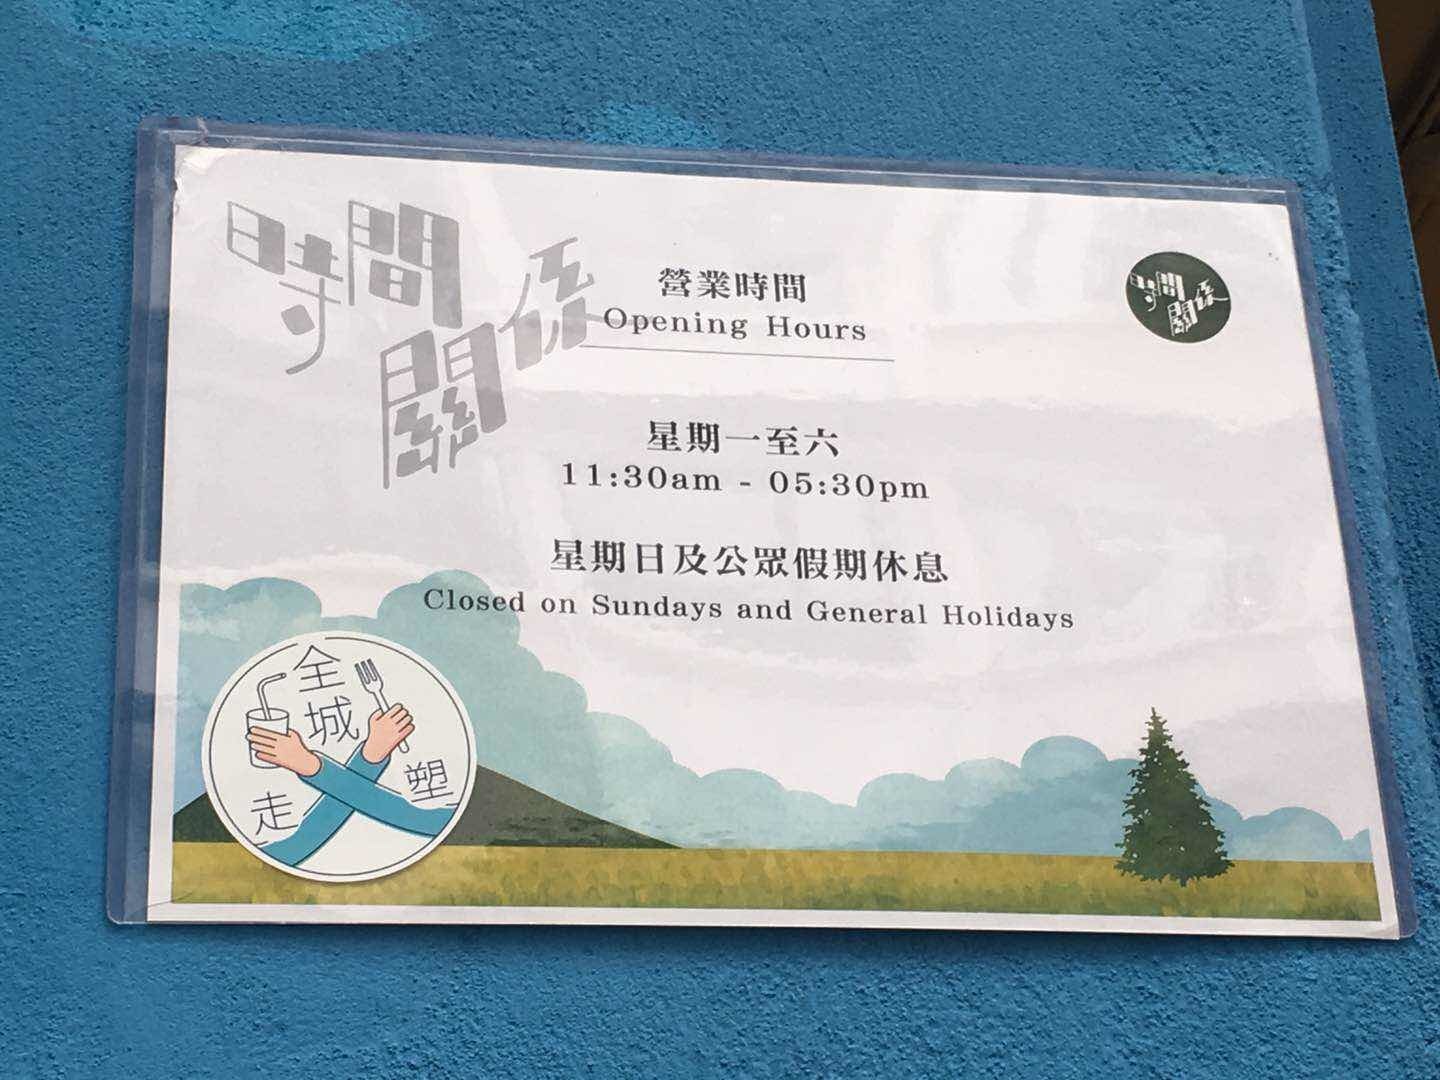 時間
關係
營業時間
Opening Hours
時間
關係
星期一至六
11:30am - 05:30pm
星期日及公眾假期休息
Closed on Sundays and General Holidays
全城
走塑